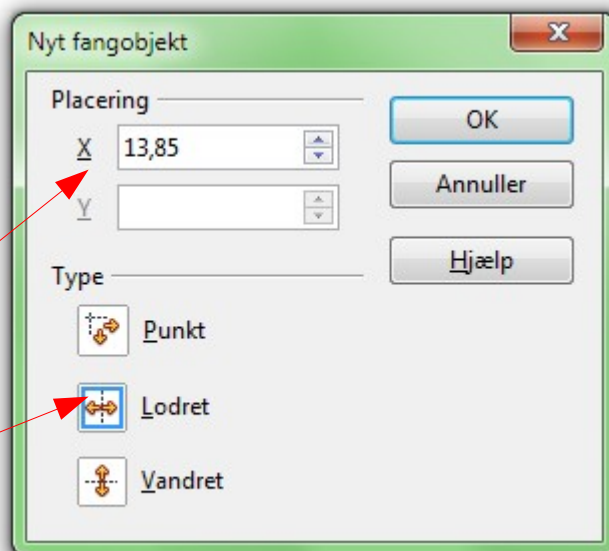 Nyt fangobjekt
Placering
X 13,85
Y
OK
Annuller
Hjælp
Type
Punkt
Lodret
Vandret